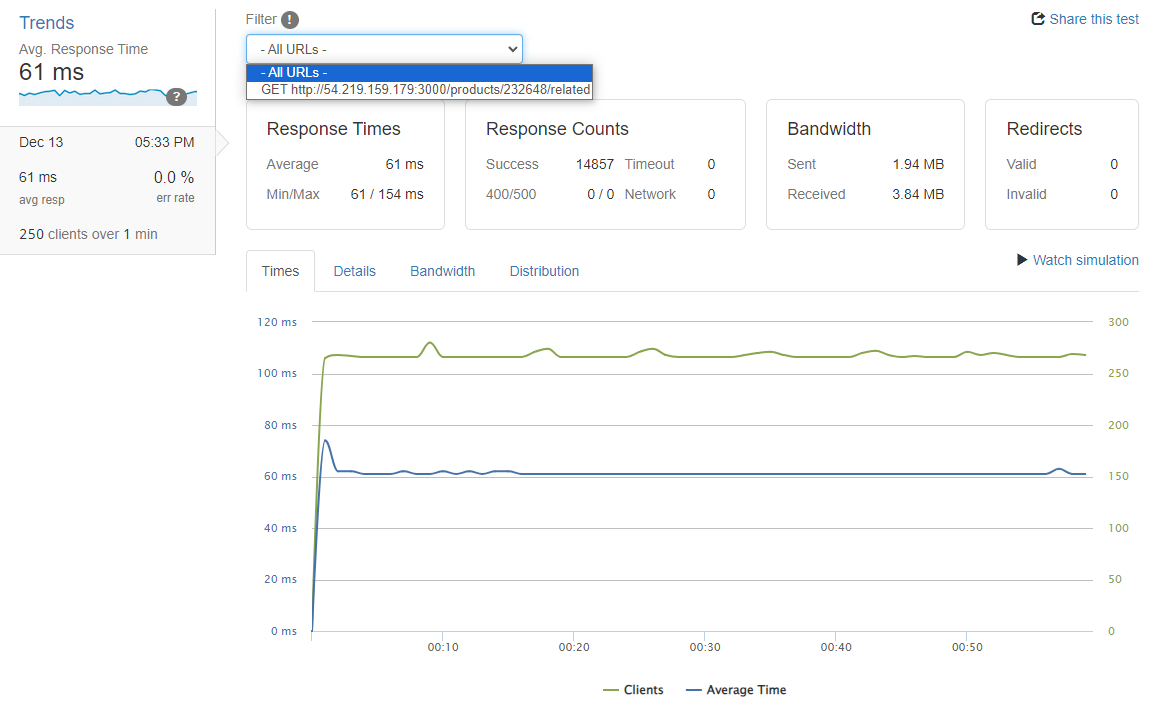 Trends
Avg. Response Time
61 ms
?
Dec 13 05:33 PM
61 ms 0.0 %
avg resp err rate
250 clients over 1 min
Filter !
Share this test
- All URLs -
- All URLs -
GET http://54.219.159.179:3000/products/232648/related
Response Times
Average 61 ms
Min/Max 61 / 154 ms
Response Counts
Success 14857 Timeout 0
400/500 0 / 0 Network 0
Bandwidth
Sent 1.94 MB
Received 3.84 MB
Redirects
Valid 0
Invalid 0
Watch simulation
Times Details Bandwidth Distribution
120 ms 300
100 ms 250
80 ms 200
60 ms 150
40 ms 100
20 ms 50
0 ms 0
00:10 00:20 00:30 00:40 00:50
Clients Average Time